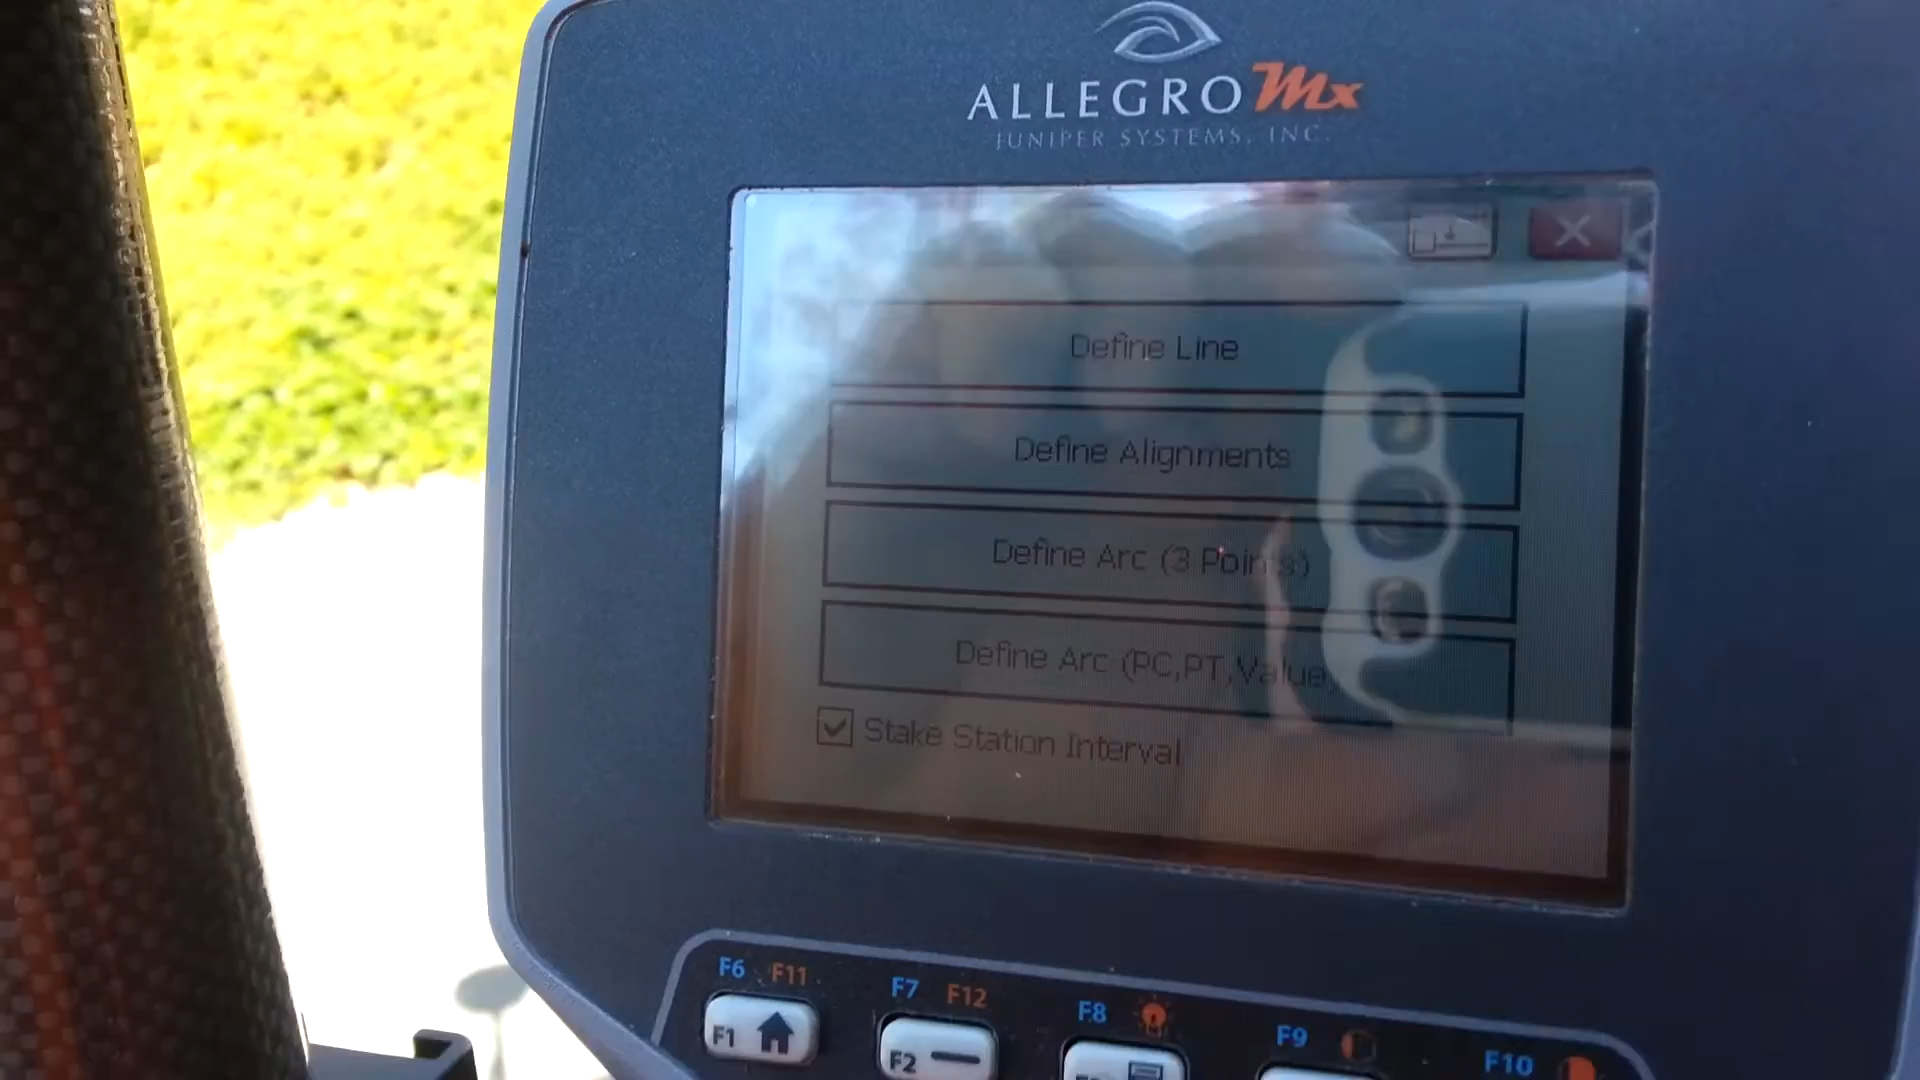 ALLEGRO Mx
JUNIPER SYSTEMS, INC.
Define Line
Define Alignments
Define Arc (3 Points)
Define Arc (PC,PT,Value)
Stake Station Interval
F6 F11
F7 F12
F8
F9
F10
F1
F2